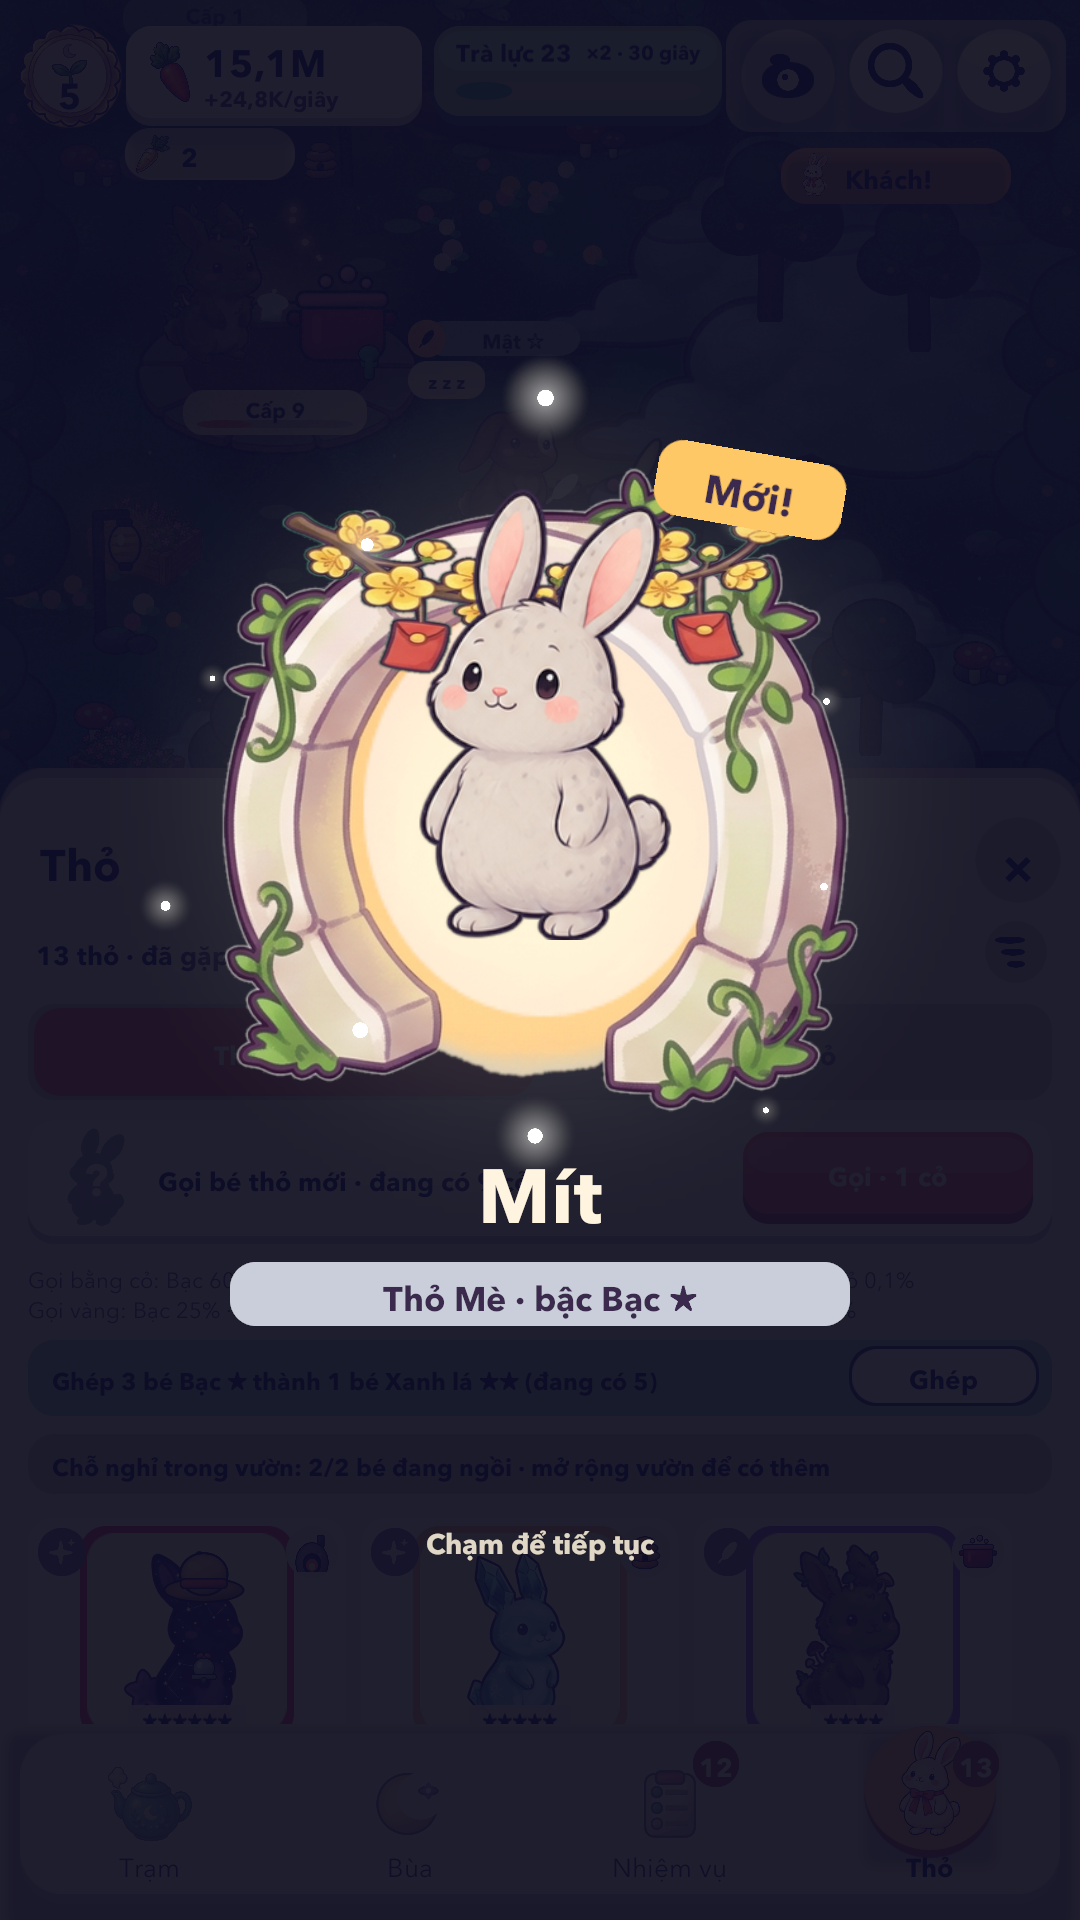 Cấp 1
5
15,1M
+24,8K/giây
Trà lực 23 ×2 · 30 giây
2
Khách!
Mật ☆
z z z
Cấp 9
Mới!
Thỏ
13 thỏ · đã gặp
Gọi bé thỏ mới · đang có
Gọi · 1 cỏ
Mít
Gọi bằng cỏ: Bạc 60
0,1%
Gọi vàng: Bạc 25%
Thỏ Mè · bậc Bạc ★
Ghép 3 bé Bạc ★ thành 1 bé Xanh lá ★★ (đang có 5)
Ghép
Chỗ nghỉ trong vườn: 2/2 bé đang ngồi · mở rộng vườn để có thêm
Chạm để tiếp tục
★★★★★★
★★★★★
★★★★
12
13
Trạm
Bùa
Nhiệm vụ
Thỏ